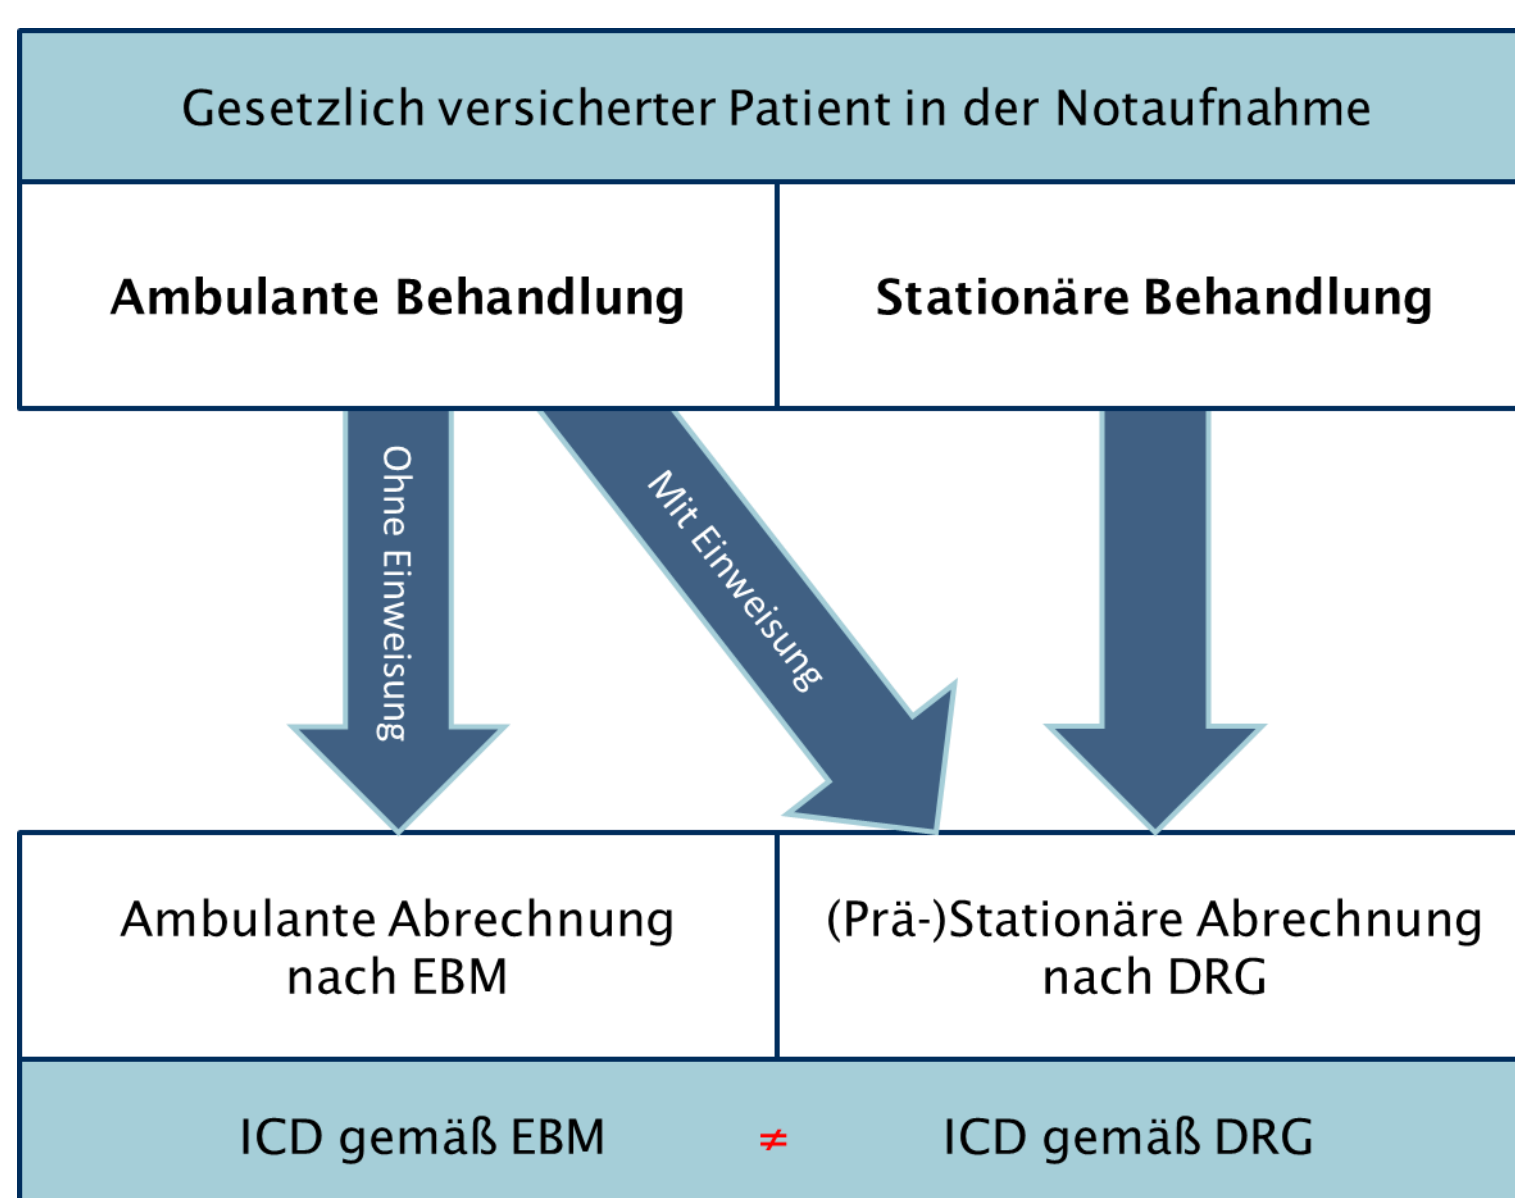 Gesetzlich versicherter Patient in der Notaufnahme
Ambulante Behandlung
Stationäre Behandlung
Ohne Einweisung
Mit Einweisung
Ambulante Abrechnung
nach EBM
(Prä-)Stationäre Abrechnung
nach DRG
ICD gemäß EBM ≠ ICD gemäß DRG